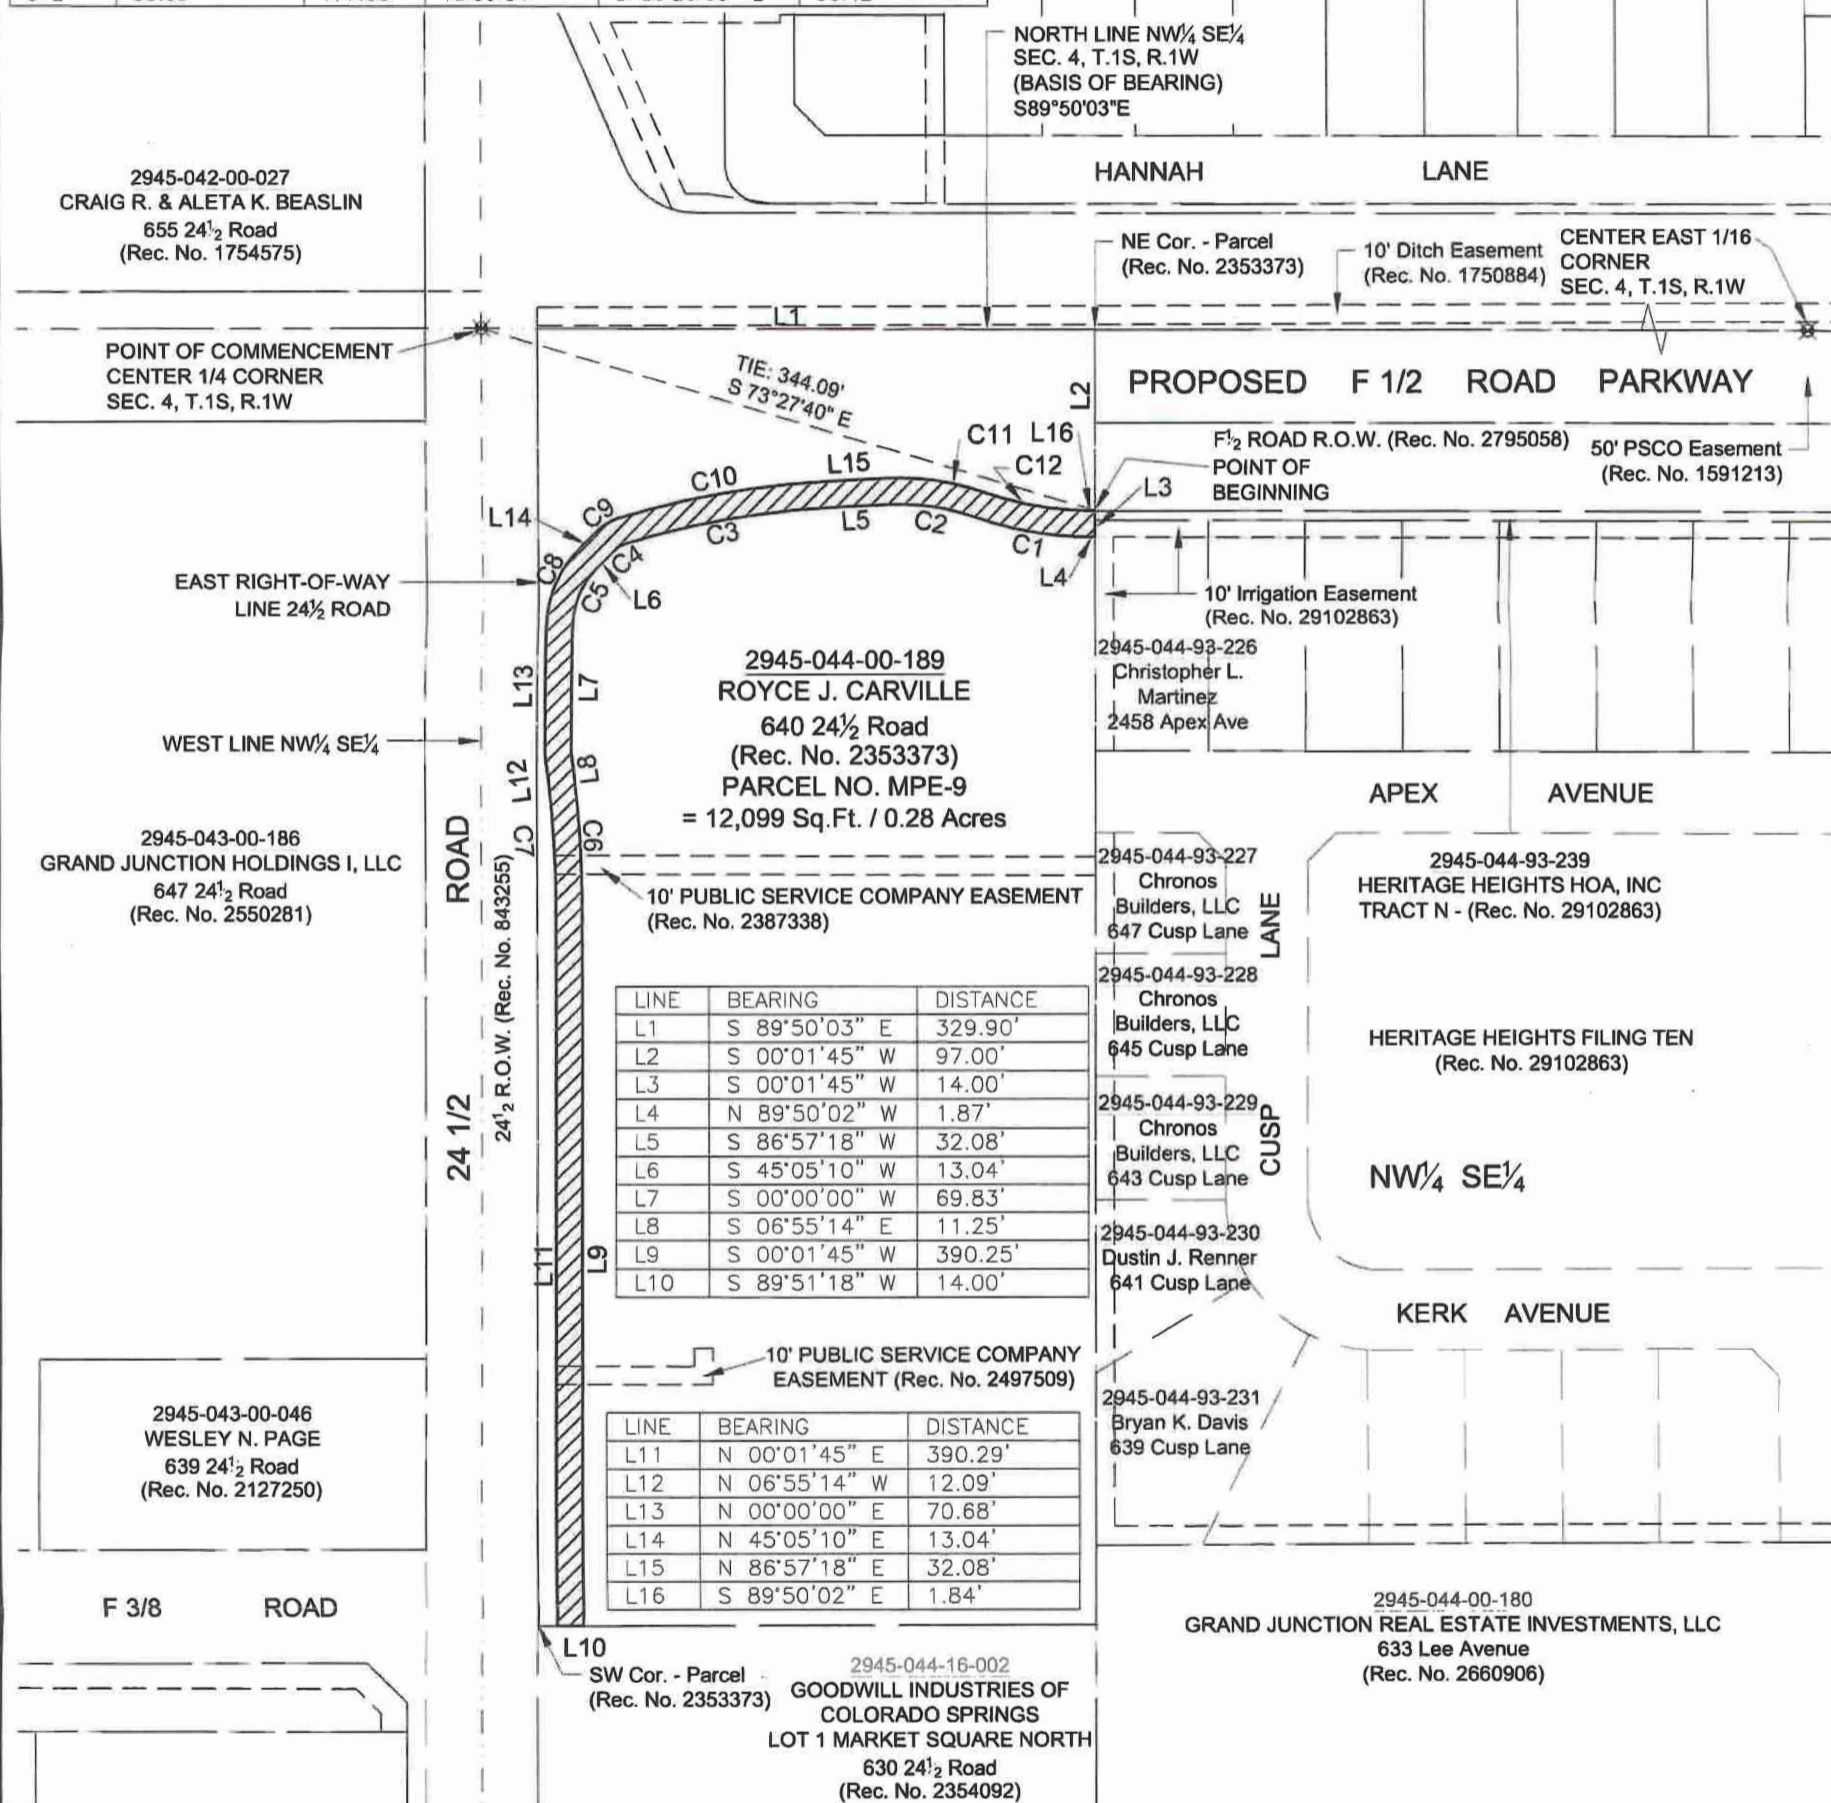 NORTH LINE NW¼ SE¼
SEC. 4, T.1S, R.1W
(BASIS OF BEARING)
S89°50'03"E
HANNAH LANE
2945-042-00-027
CRAIG R. & ALETA K. BEASLIN
655 24½ Road
(Rec. No. 1754575)
NE Cor. - Parcel
(Rec. No. 2353373)
10' Ditch Easement
(Rec. No. 1750884)
CENTER EAST 1/16
CORNER
SEC. 4, T.1S, R.1W
L1
POINT OF COMMENCEMENT
CENTER 1/4 CORNER
SEC. 4, T.1S, R.1W
TIE: 344.09'
S 73°27'40" E
L2
PROPOSED F 1/2 ROAD PARKWAY
F½ ROAD R.O.W. (Rec. No. 2795058)
POINT OF
BEGINNING
50' PSCO Easement
(Rec. No. 1591213)
C11 L16
C12
L15
C10
L3
L14
C9
C3
L5
C2
C1
L4
C8
C4
C5
L6
EAST RIGHT-OF-WAY
LINE 24½ ROAD
10' Irrigation Easement
(Rec. No. 29102863)
2945-044-93-226
Christopher L.
Martinez
2458 Apex Ave
L13
L7
2945-044-00-189
ROYCE J. CARVILLE
640 24½ Road
(Rec. No. 2353373)
PARCEL NO. MPE-9
= 12,099 Sq.Ft. / 0.28 Acres
WEST LINE NW¼ SE¼
L12
L8
C7
C6
APEX AVENUE
2945-043-00-186
GRAND JUNCTION HOLDINGS I, LLC
647 24½ Road
(Rec. No. 2550281)
24 1/2 ROAD
24½ R.O.W. (Rec. No. 843255)
10' PUBLIC SERVICE COMPANY EASEMENT
(Rec. No. 2387338)
2945-044-93-227
Chronos
Builders, LLC
647 Cusp Lane
CUSP LANE
2945-044-93-239
HERITAGE HEIGHTS HOA, INC
TRACT N - (Rec. No. 29102863)
2945-044-93-228
Chronos
Builders, LLC
645 Cusp Lane
HERITAGE HEIGHTS FILING TEN
(Rec. No. 29102863)
2945-044-93-229
Chronos
Builders, LLC
643 Cusp Lane
NW¼ SE¼
2945-044-93-230
Dustin J. Renner
641 Cusp Lane
LINE BEARING DISTANCE
L1 S 89°50'03" E 329.90'
L2 S 00°01'45" W 97.00'
L3 S 00°01'45" W 14.00'
L4 N 89°50'02" W 1.87'
L5 S 86°57'18" W 32.08'
L6 S 45°05'10" W 13.04'
L7 S 00°00'00" W 69.83'
L8 S 06°55'14" E 11.25'
L9 S 00°01'45" W 390.25'
L10 S 89°51'18" W 14.00'
L11
L9
KERK AVENUE
10' PUBLIC SERVICE COMPANY
EASEMENT (Rec. No. 2497509)
2945-044-93-231
Bryan K. Davis
639 Cusp Lane
2945-043-00-046
WESLEY N. PAGE
639 24½ Road
(Rec. No. 2127250)
LINE BEARING DISTANCE
L11 N 00°01'45" E 390.29'
L12 N 06°55'14" W 12.09'
L13 N 00°00'00" E 70.68'
L14 N 45°05'10" E 13.04'
L15 N 86°57'18" E 32.08'
L16 S 89°50'02" E 1.84'
F 3/8 ROAD
L10
SW Cor. - Parcel
(Rec. No. 2353373)
2945-044-16-002
GOODWILL INDUSTRIES OF
COLORADO SPRINGS
LOT 1 MARKET SQUARE NORTH
630 24½ Road
(Rec. No. 2354092)
2945-044-00-180
GRAND JUNCTION REAL ESTATE INVESTMENTS, LLC
633 Lee Avenue
(Rec. No. 2660906)